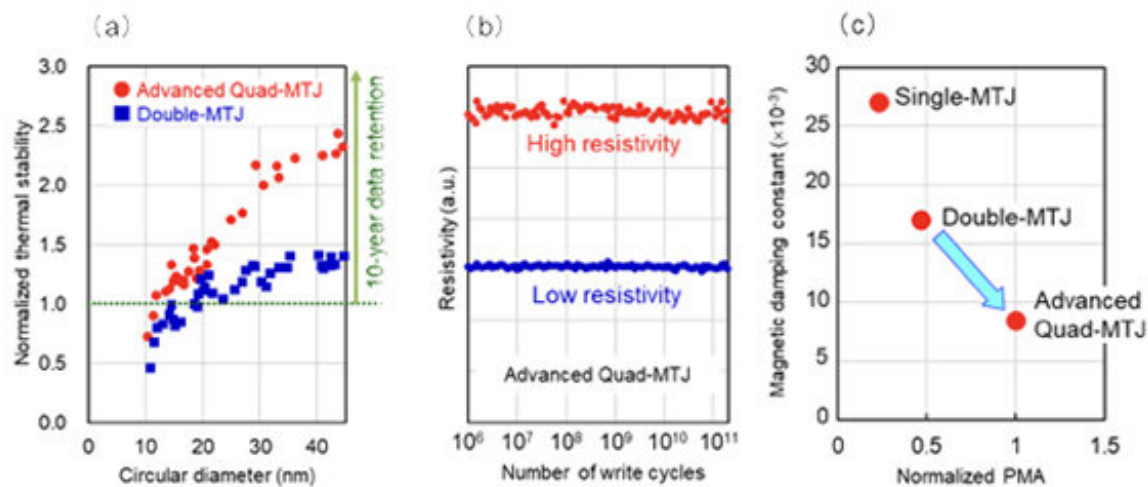 (a)
Normalized thermal stability
3.0
2.5
2.0
1.5
1.0
0.5
0.0
Advanced Quad-MTJ
Double-MTJ
10-year data retention
0 10 20 30 40
Circular diameter (nm)
(b)
Resistivity (a.u.)
High resistivity
Low resistivity
Advanced Quad-MTJ
10⁶ 10⁷ 10⁸ 10⁹ 10¹⁰ 10¹¹
Number of write cycles
(c)
Magnetic damping constant (×10⁻³)
30
25
20
15
10
5
0
Single-MTJ
Double-MTJ
Advanced
Quad-MTJ
0 0.5 1 1.5
Normalized PMA